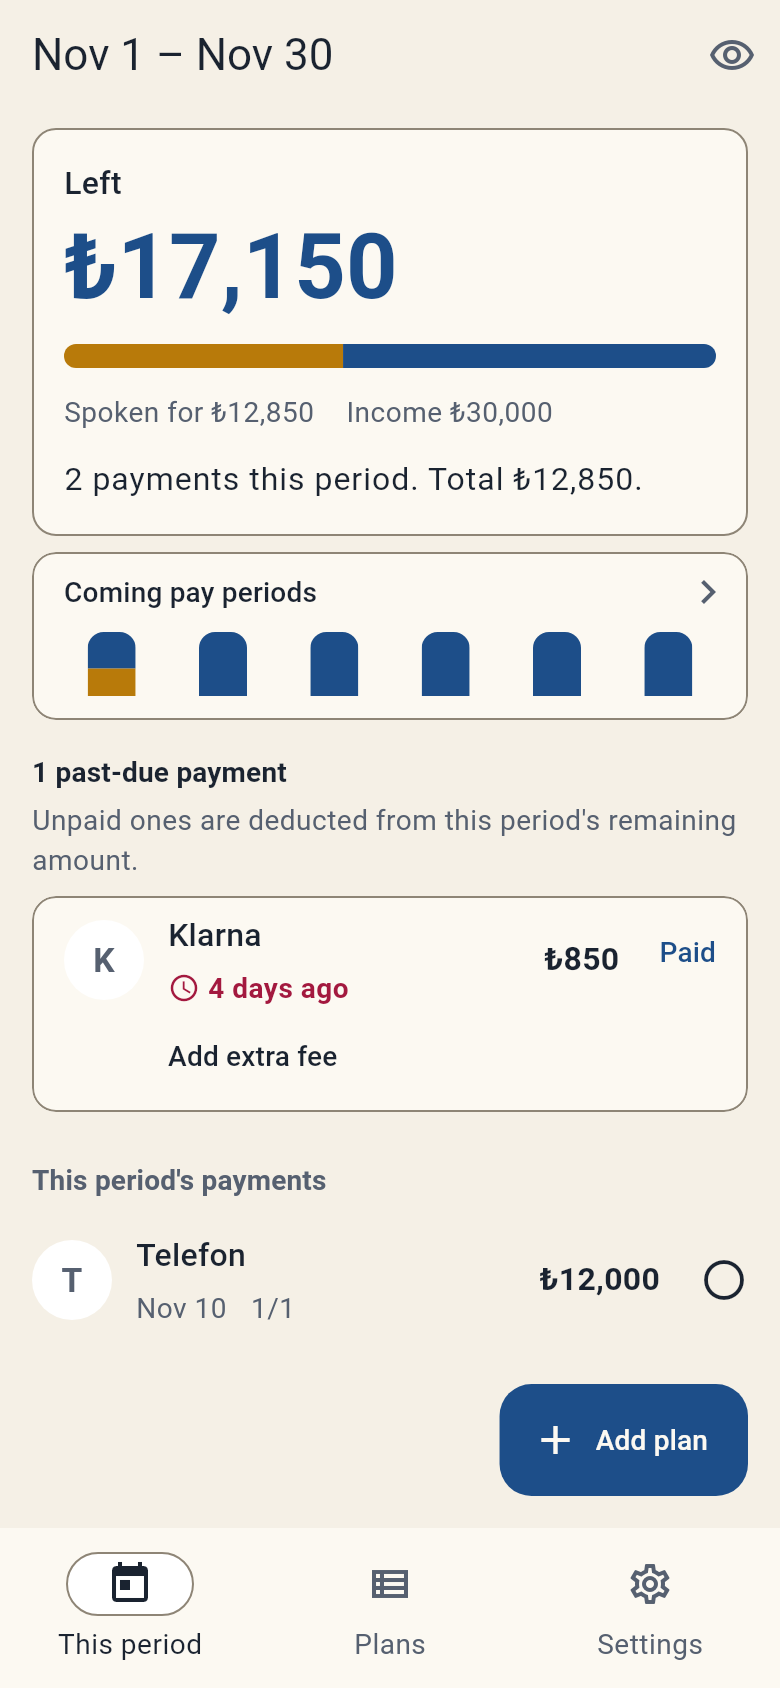 Nov 1 – Nov 30
Left
₺17,150
Spoken for ₺12,850 Income ₺30,000
2 payments this period. Total ₺12,850.
Coming pay periods
1 past-due payment
Unpaid ones are deducted from this period's remaining
amount.
K
Klarna
4 days ago
₺850
Paid
Add extra fee
This period's payments
T
Telefon
Nov 10 1/1
₺12,000
Add plan
This period
Plans
Settings